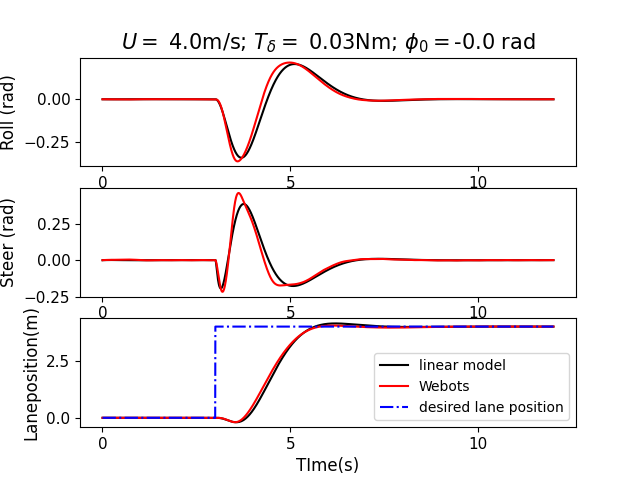 U = 4.0m/s; Tδ = 0.03Nm; ϕ0 = -0.0 rad
Roll (rad)
0.00
−0.25
0
5
10
Steer (rad)
0.25
0.00
−0.25
0
5
10
Laneposition(m)
2.5
0.0
linear model
Webots
desired lane position
0
5
10
TIme(s)